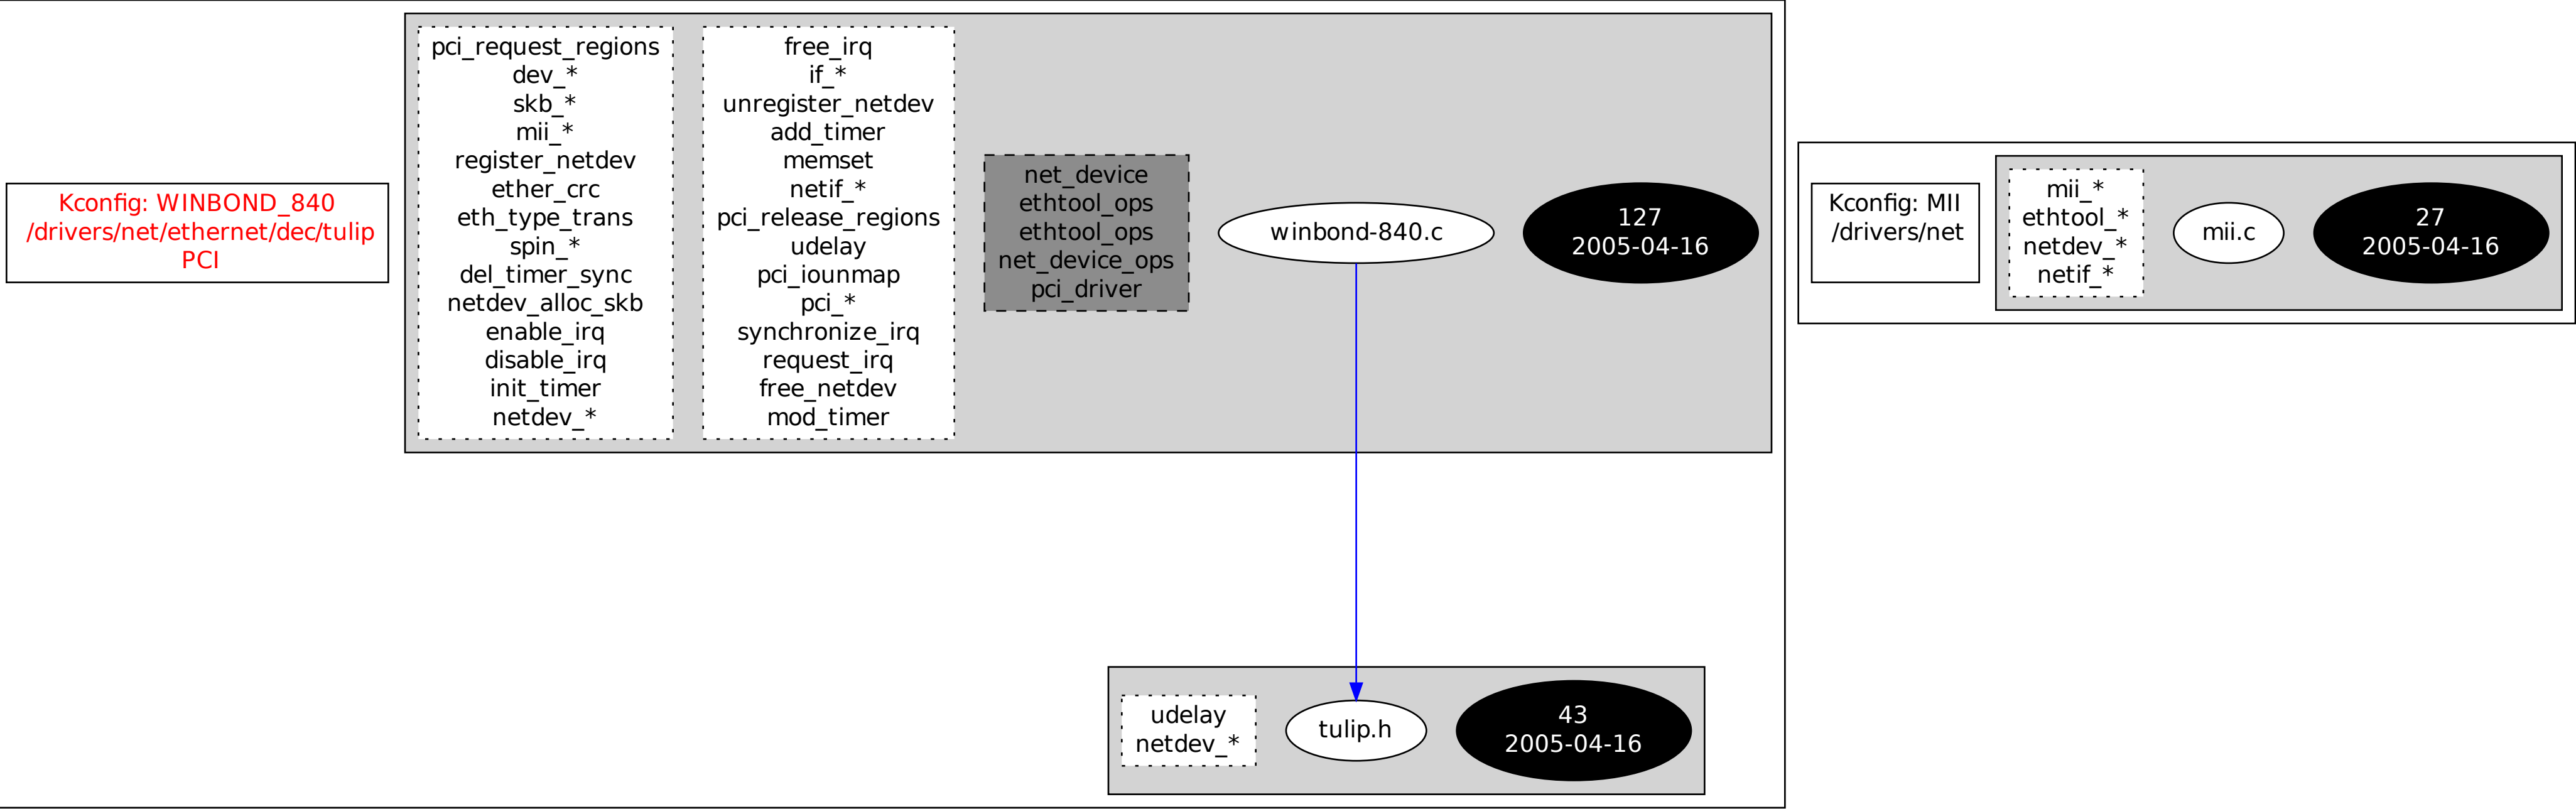 Kconfig: WINBOND_840
/drivers/net/ethernet/dec/tulip
PCI
pci_request_regions
dev_*
skb_*
mii_*
register_netdev
ether_crc
eth_type_trans
spin_*
del_timer_sync
netdev_alloc_skb
enable_irq
disable_irq
init_timer
netdev_*
free_irq
if_*
unregister_netdev
add_timer
memset
netif_*
pci_release_regions
udelay
pci_iounmap
pci_*
synchronize_irq
request_irq
free_netdev
mod_timer
net_device
ethtool_ops
ethtool_ops
net_device_ops
pci_driver
winbond-840.c
127
2005-04-16
udelay
netdev_*
tulip.h
43
2005-04-16
Kconfig: MII
/drivers/net
mii_*
ethtool_*
netdev_*
netif_*
mii.c
27
2005-04-16